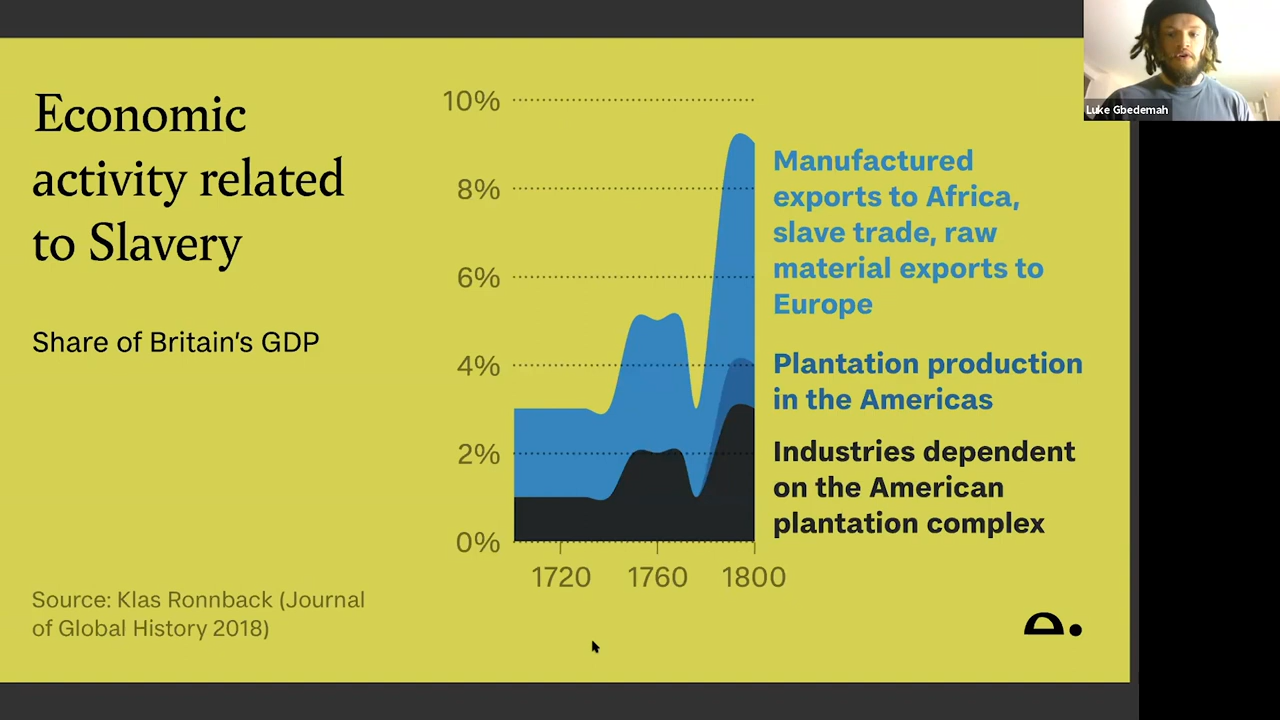 Economic
activity related
to Slavery
Share of Britain's GDP
10%
8%
6%
4%
2%
0%
1720
1760
1800
Manufactured
exports to Africa,
slave trade, raw
material exports to
Europe
Plantation production
in the Americas
Industries dependent
on the American
plantation complex
Source: Klas Ronnback (Journal
of Global History 2018)
e.
Luke Gbedemah